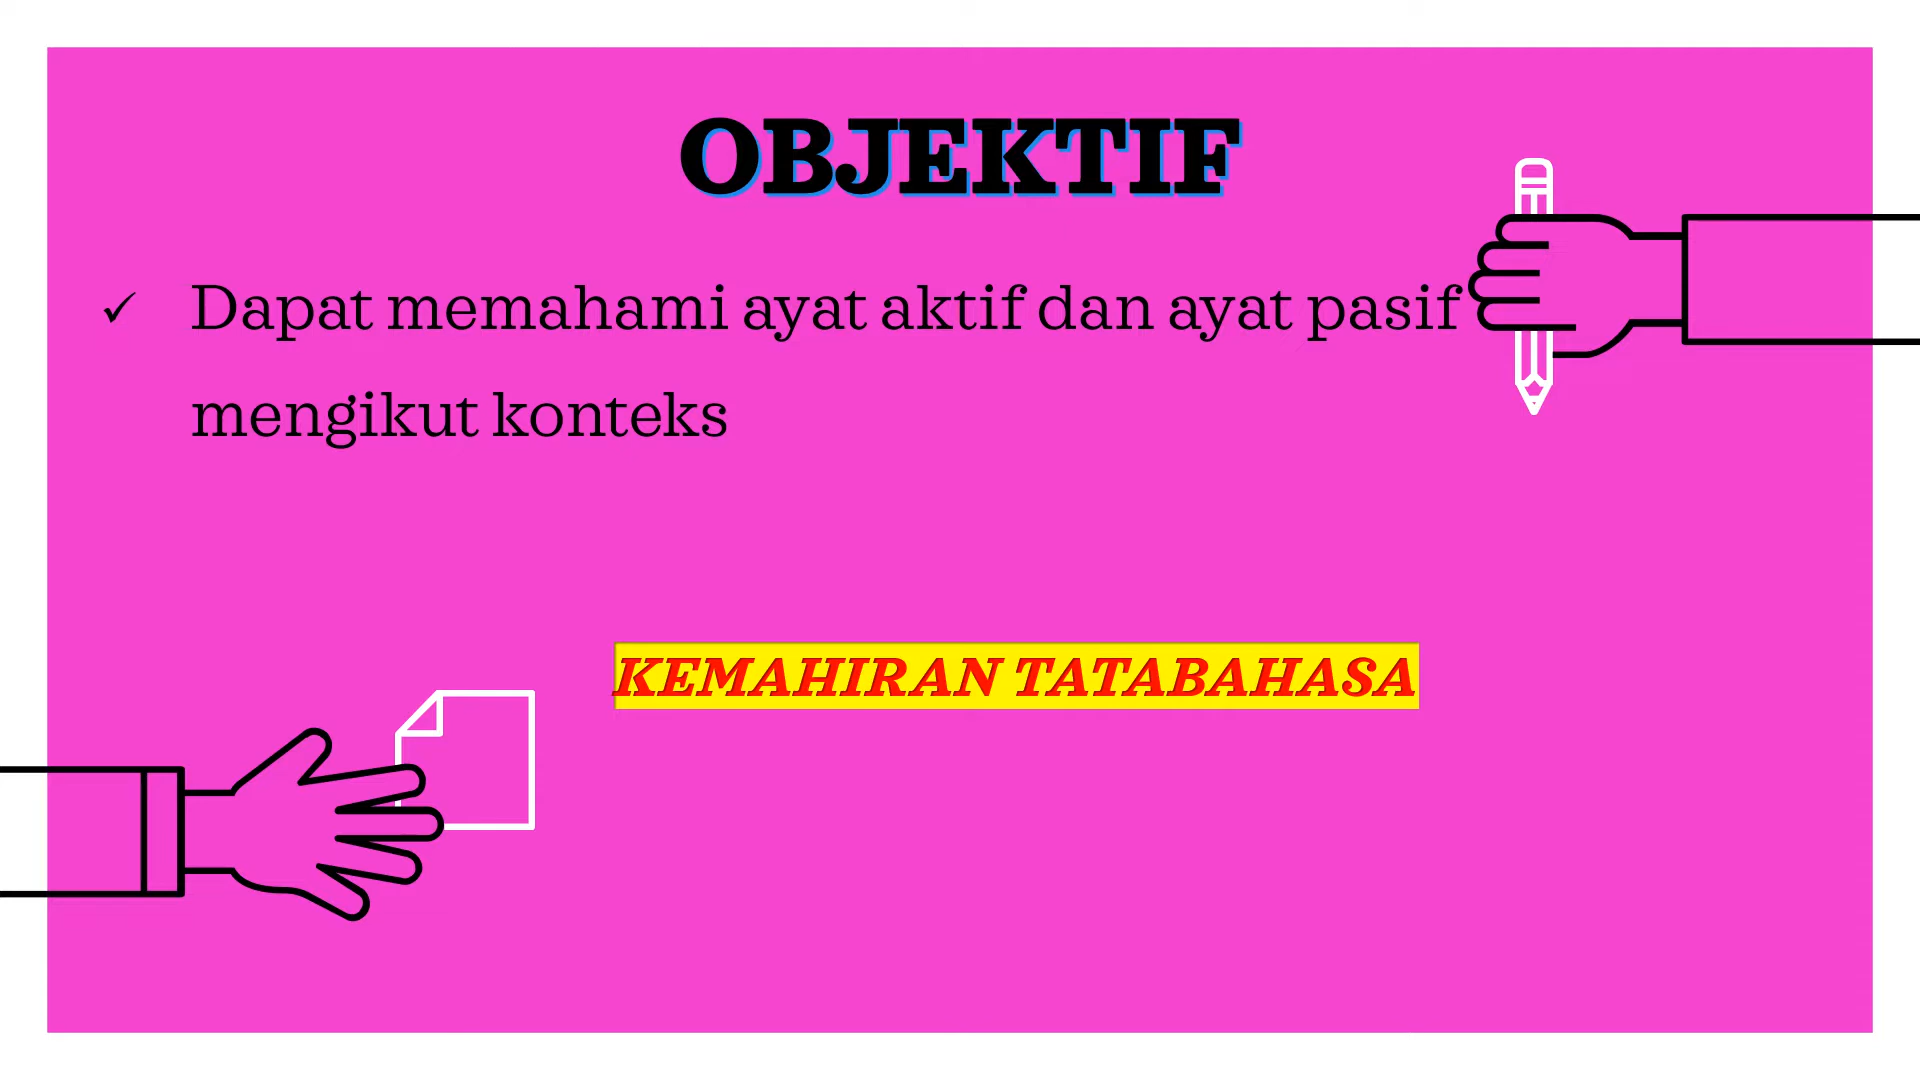 OBJEKTIF
✓ Dapat memahami ayat aktif dan ayat pasif
mengikut konteks
KEMAHIRAN TATABAHASA